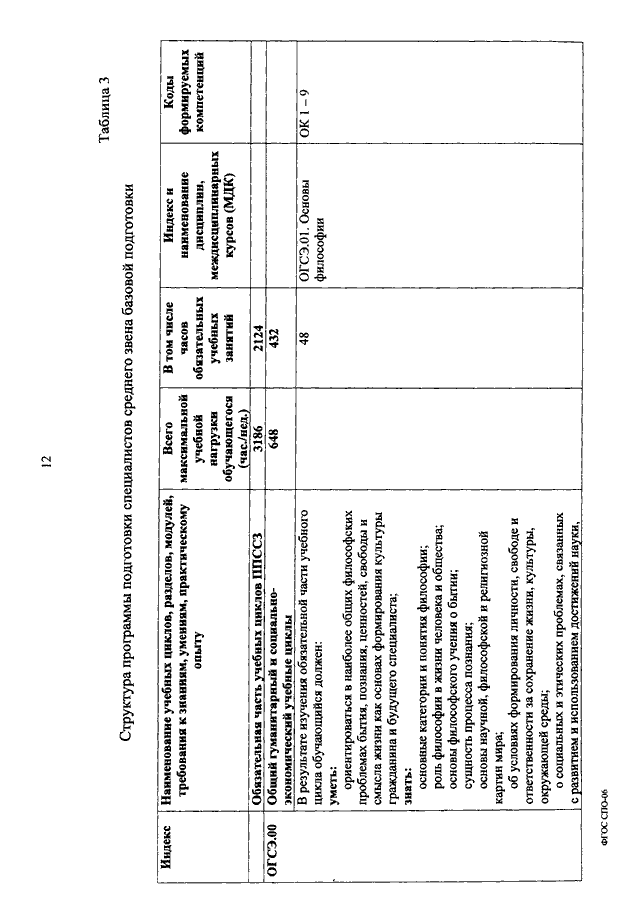 12
Таблица 3
Структура программы подготовки специалистов среднего звена базовой подготовки
Индекс
Наименование учебных циклов, разделов, модулей,
требования к знаниям, умениям, практическому
опыту
Всего
максимальной
учебной
нагрузки
обучающегося
(час./нед.)
В том числе
часов
обязательных
учебных
занятий
Индекс и
наименование
дисциплин,
междисциплинарных
курсов (МДК)
Коды
формируемых
компетенций
Обязательная часть учебных циклов ППССЗ
3186
2124
ОГСЭ.00
Общий гуманитарный и социально-
экономический учебные циклы
648
432
В результате изучения обязательной части учебного
цикла обучающийся должен:
уметь:
ориентироваться в наиболее общих философских
проблемах бытия, познания, ценностей, свободы и
смысла жизни как основах формирования культуры
гражданина и будущего специалиста;
знать:
основные категории и понятия философии;
роль философии в жизни человека и общества;
основы философского учения о бытии;
сущность процесса познания;
основы научной, философской и религиозной
картин мира;
об условиях формирования личности, свободе и
ответственности за сохранение жизни, культуры,
окружающей среды;
о социальных и этических проблемах, связанных
с развитием и использованием достижений науки,
48
ОГСЭ.01. Основы
философии
ОК 1 – 9
ФГОС СПО-06